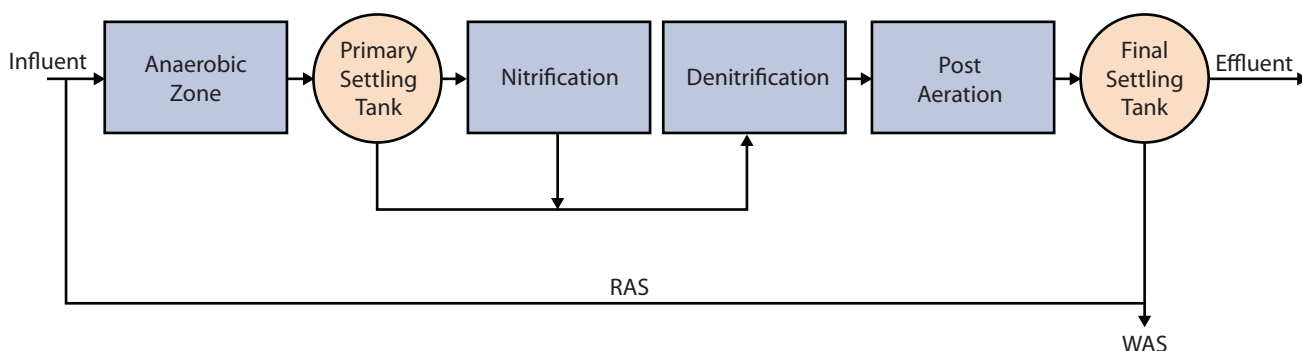 Influent
Anaerobic
Zone
Primary
Settling
Tank
Nitrification
Denitrification
Post
Aeration
Final
Settling
Tank
Effluent
RAS
WAS